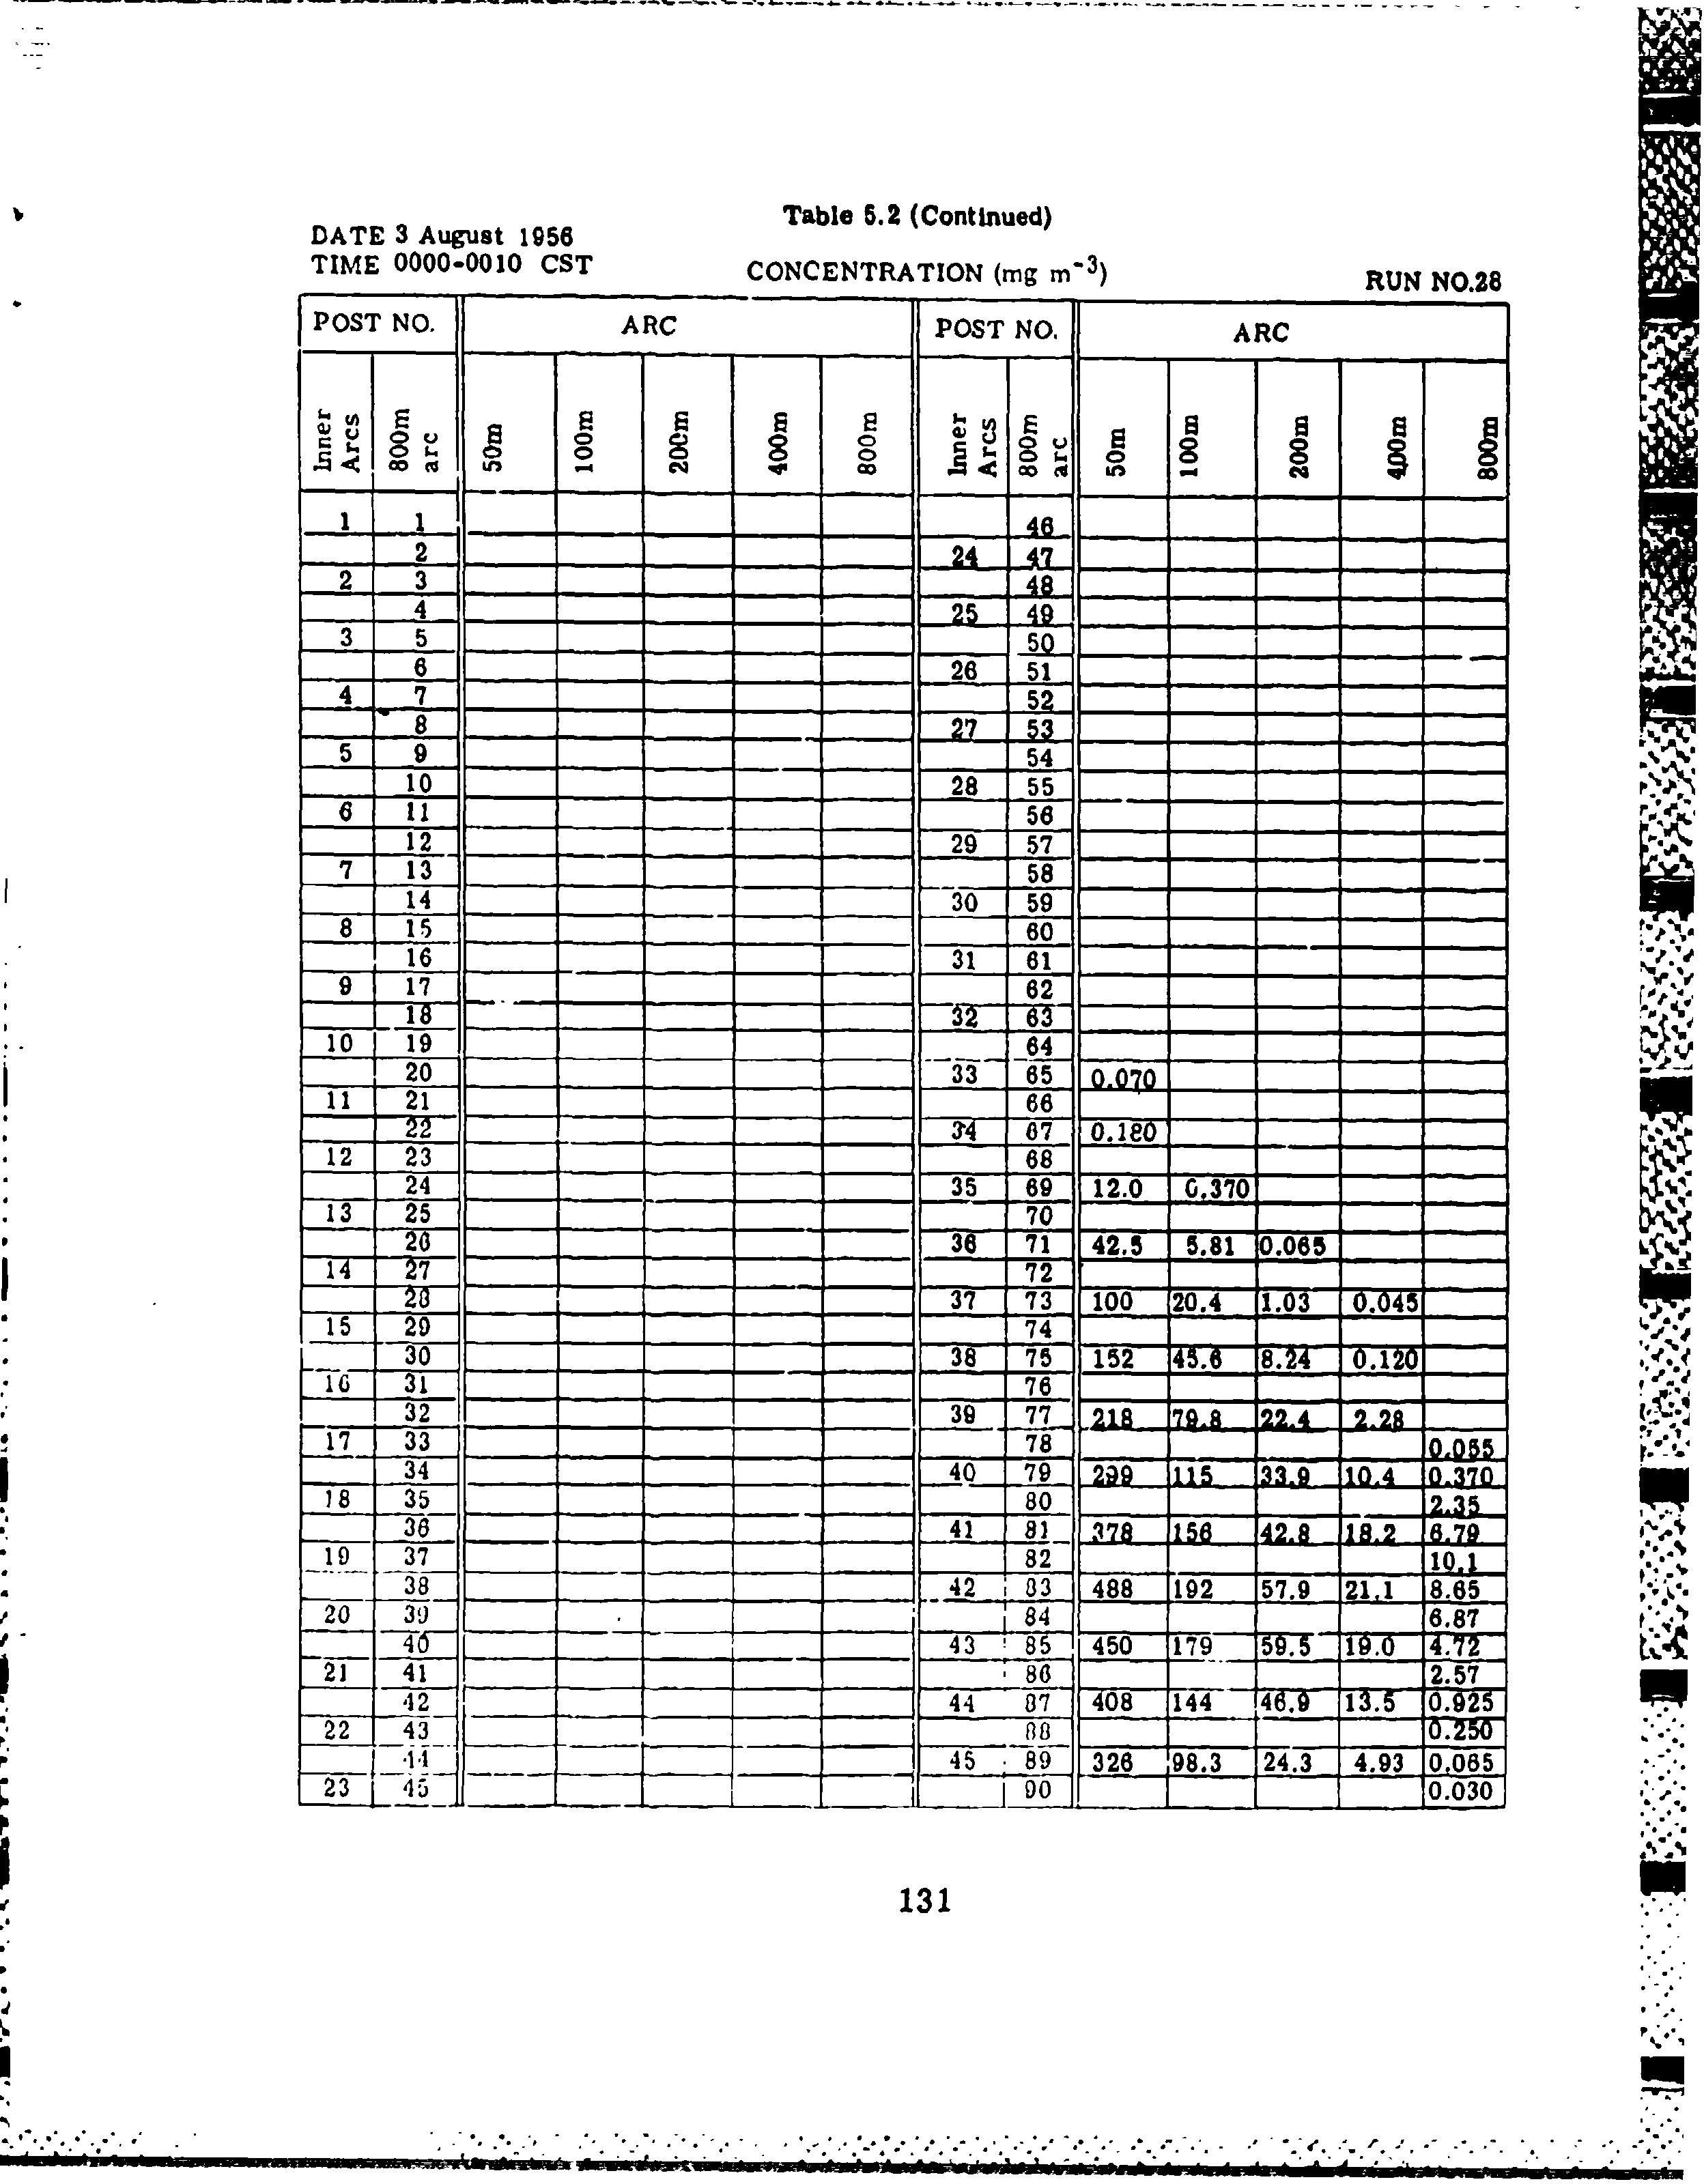 Table 5.2 (Continued)
DATE 3 August 1956
TIME 0000-0010 CST
CONCENTRATION (mg m-3)
RUN NO.28
POST NO. ARC POST NO. ARC
Inner Arcs 800m arc 50m 100m 200m 400m 800m Inner Arcs 800m arc 50m 100m 200m 400m 800m
1 1 46
2 24 47
2 3 48
4 25 49
3 5 50
6 26 51
4 7 52
8 27 53
5 9 54
10 28 55
6 11 56
12 29 57
7 13 58
14 30 59
8 15 60
16 31 61
9 17 62
18 32 63
10 19 64
20 33 65 0.070
11 21 66
22 34 67 0.180
12 23 68
24 35 69 12.0 0.370
13 25 70
26 36 71 42.5 5.81 0.065
14 27 72
28 37 73 100 20.4 1.03 0.045
15 29 74
30 38 75 152 45.6 8.24 0.120
16 31 76
32 39 77 218 79.8 22.4 2.28
17 33 78
34 40 79 299 115 33.9 10.4 0.370
18 35 80 2.35
36 41 81 378 156 42.8 18.2 6.79
19 37 82 10.1
38 42 83 488 192 57.9 21.1 8.65
20 39 84 6.87
40 43 85 450 179 59.5 19.0 4.72
21 41 86 2.57
42 44 87 408 144 46.9 13.5 0.925
22 43 88 0.250
44 45 89 326 98.3 24.3 4.93 0.065
23 45 90 0.030
131